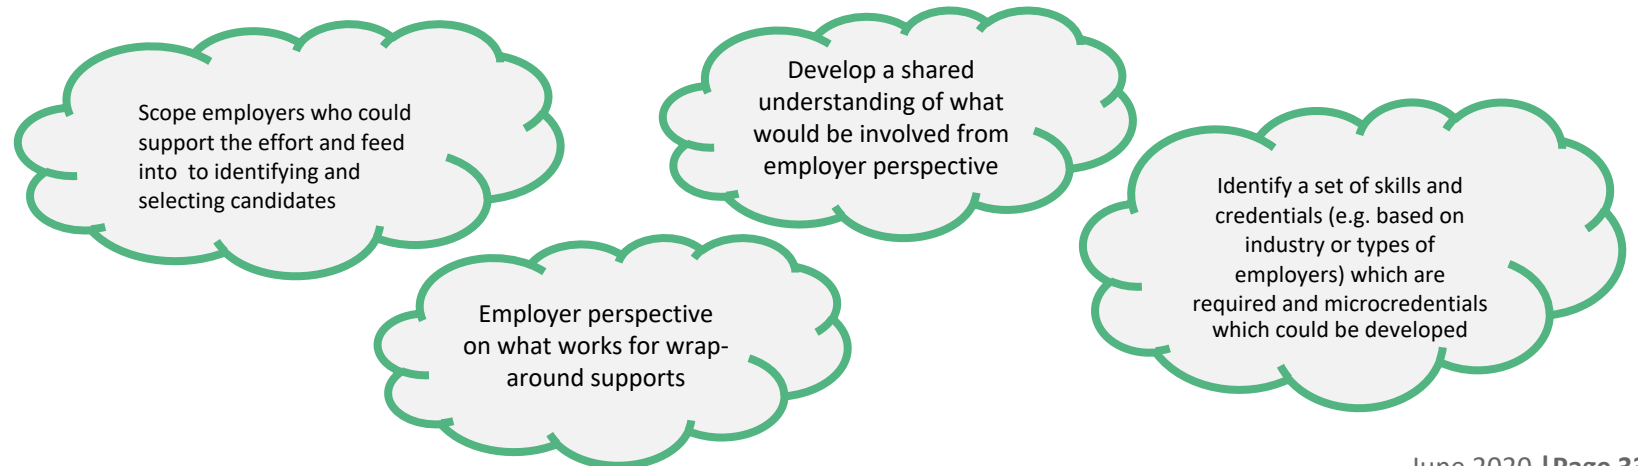 Scope employers who could
support the effort and feed
into  to identifying and
selecting candidates
Develop a shared
understanding of what
would be involved from
employer perspective
Employer perspective
on what works for wrap-
around supports
Identify a set of skills and
credentials (e.g. based on
industry or types of
employers) which are
required and microcredentials
which could be developed
June 2020 | Page